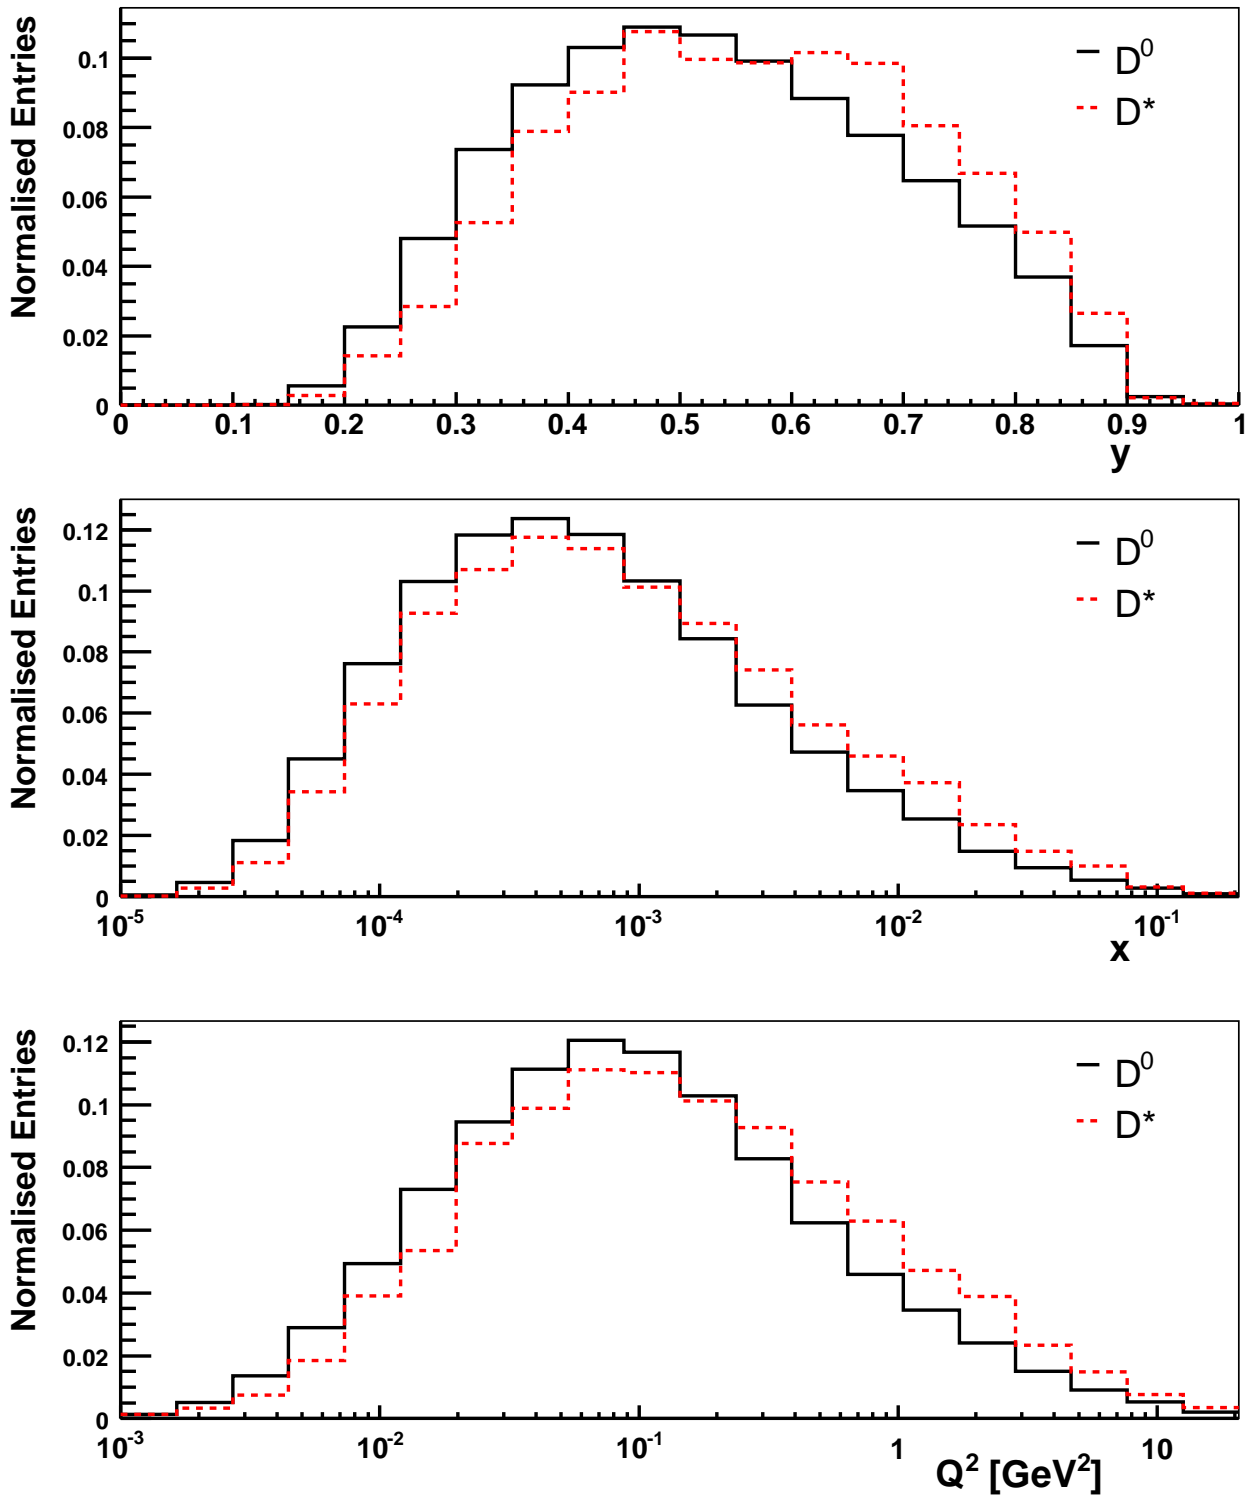 Normalised Entries
0.1
0.08
0.06
0.04
0.02
0
D⁰
D*
0 0.1 0.2 0.3 0.4 0.5 0.6 0.7 0.8 0.9 1
y
Normalised Entries
0.12
0.1
0.08
0.06
0.04
0.02
0
D⁰
D*
10⁻⁵ 10⁻⁴ 10⁻³ 10⁻² 10⁻¹
x
Normalised Entries
0.12
0.1
0.08
0.06
0.04
0.02
0
D⁰
D*
10⁻³ 10⁻² 10⁻¹ 1 10
Q² [GeV²]